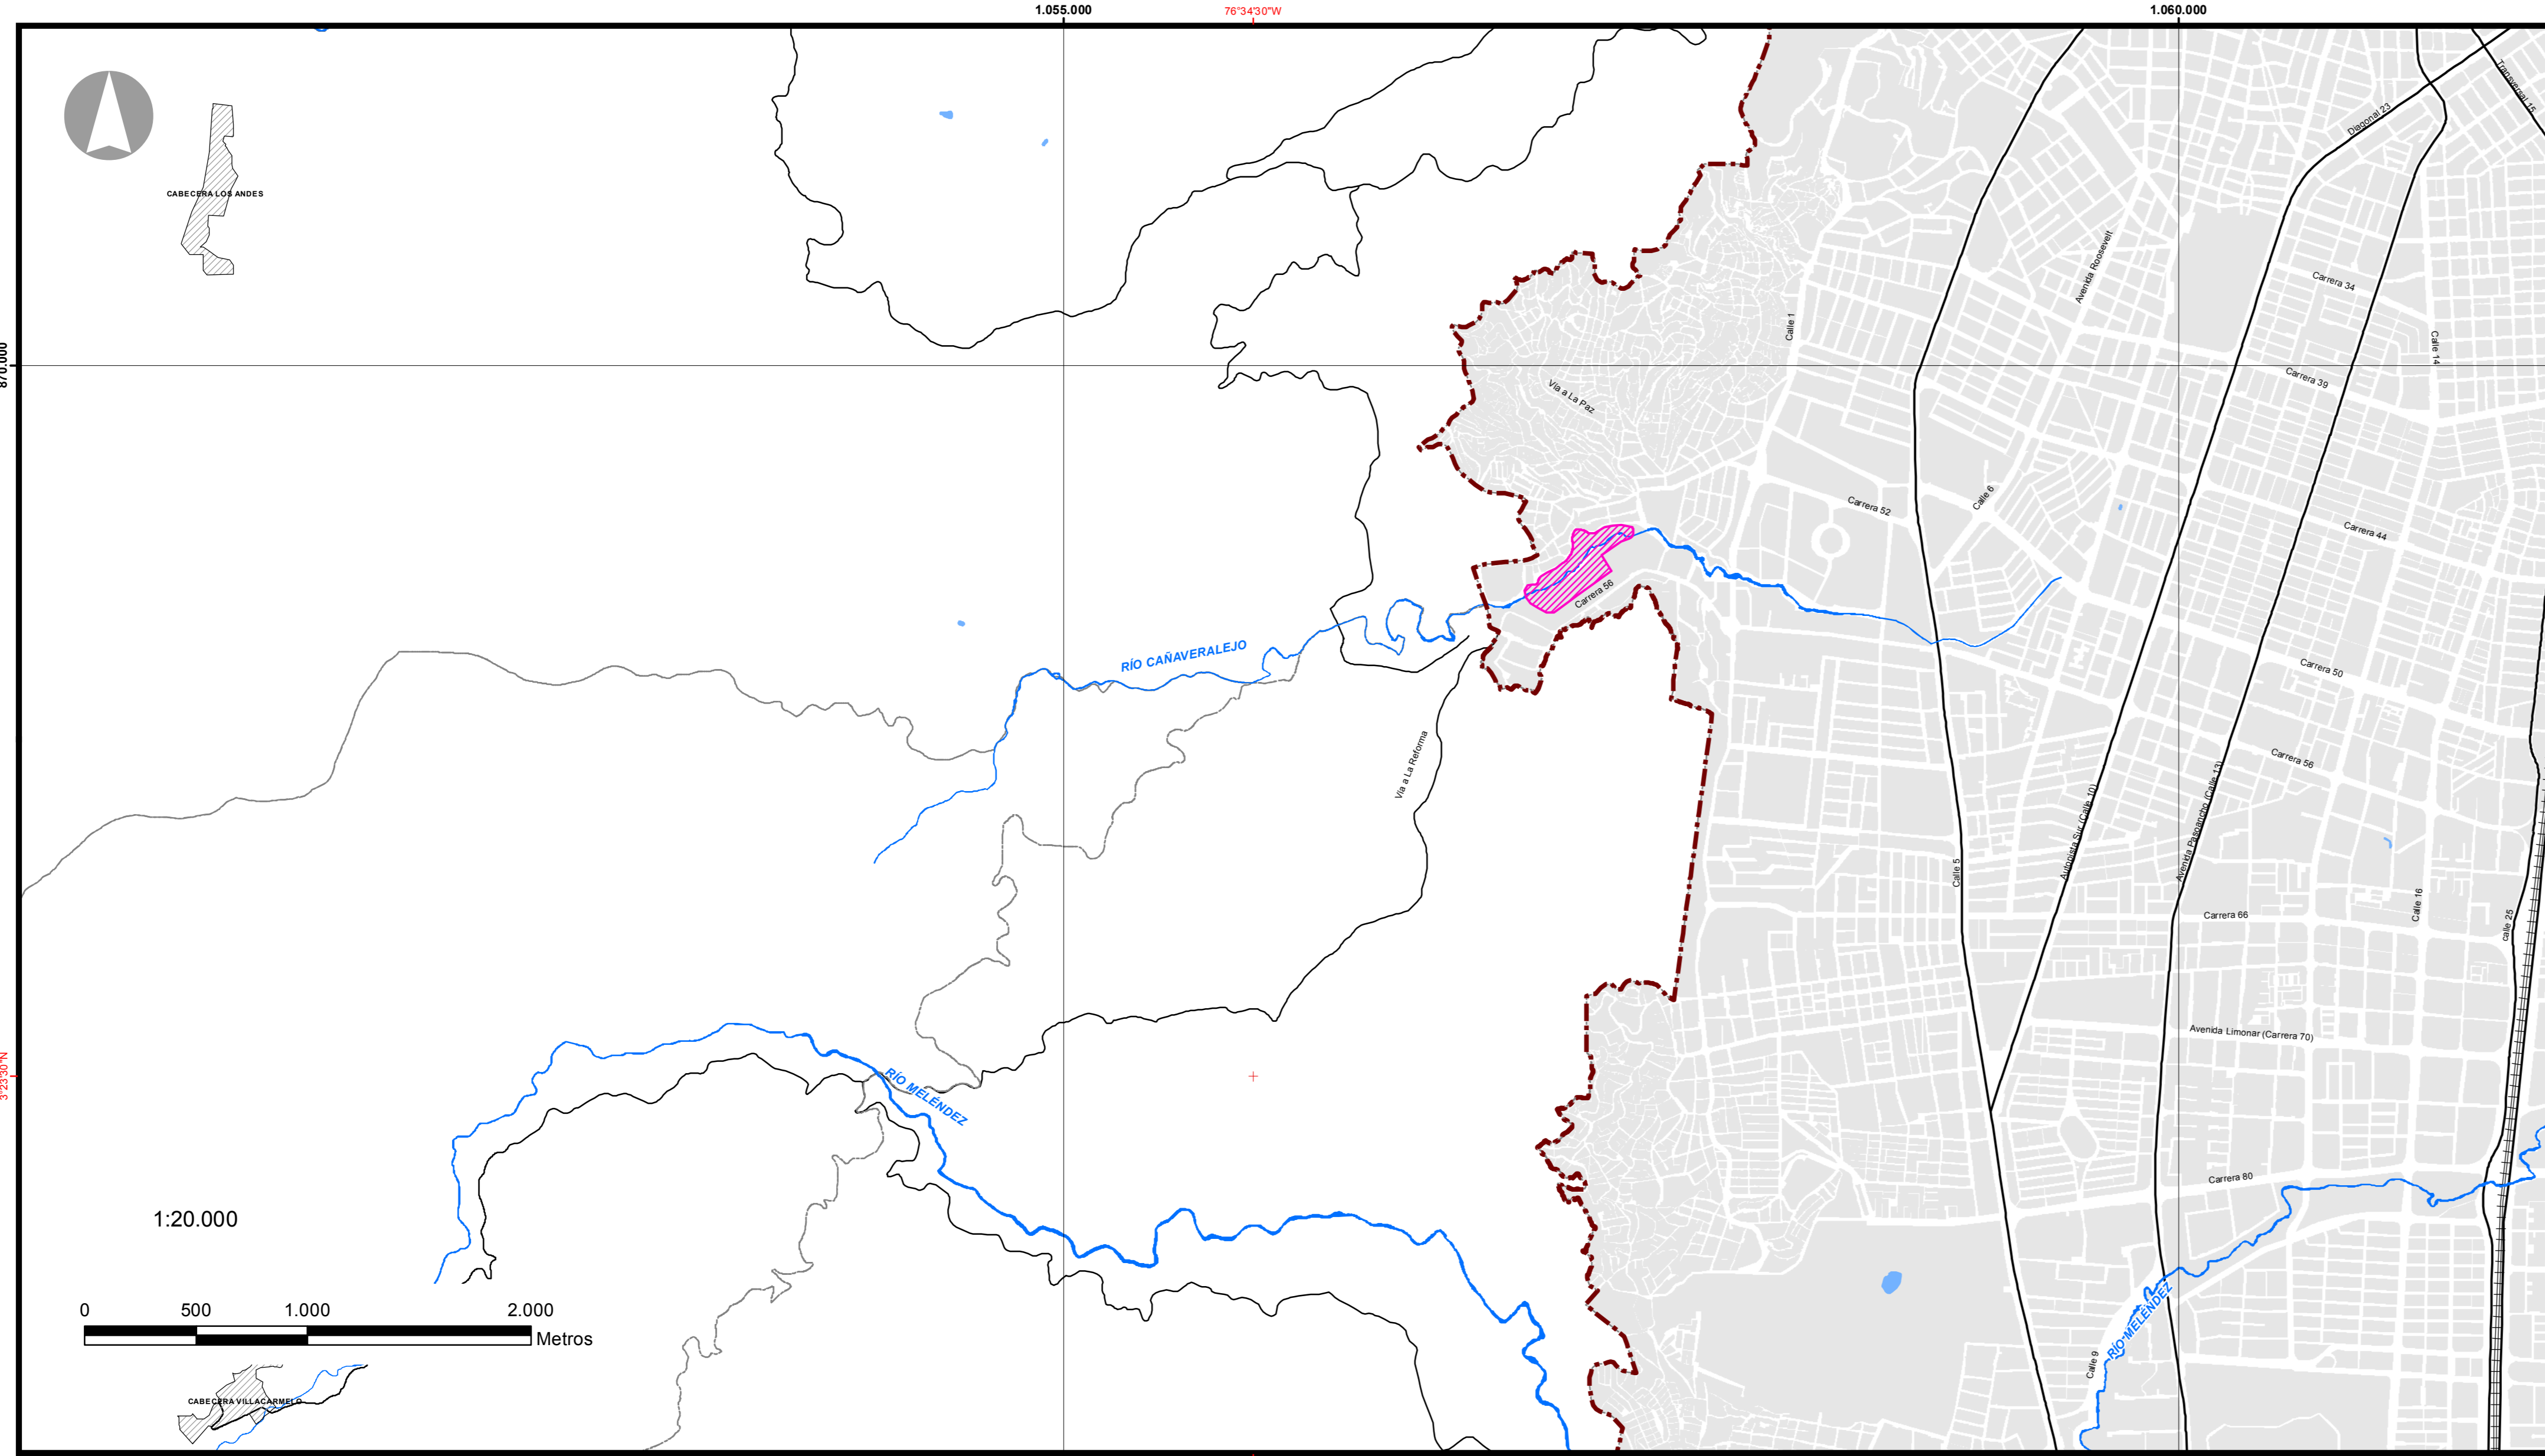 1.055.000
76°34'30"W
1.060.000
Transversal 15
Diagonal 23
CABECERA LOS ANDES
Avenida Roosevelt
Carrera 34
Calle 1
Calle 14
870.000
Vía a La Paz
Carrera 39
Carrera 52
Calle 6
Carrera 44
Carrera 56
RÍO CAÑAVERALEJO
Carrera 50
Vía a La Reforma
Carrera 56
Autopista Sur (Calle 10)
Avenida Pasoancho (Calle 13)
Calle 5
Calle 16
Carrera 66
calle 25
Avenida Limonar (Carrera 70)
3°23'30"N
RÍO MELÉNDEZ
Carrera 80
1:20.000
0 500 1.000 2.000
Metros
RÍO MELÉNDEZ
Calle 9
CABECERA VILLACARMELO